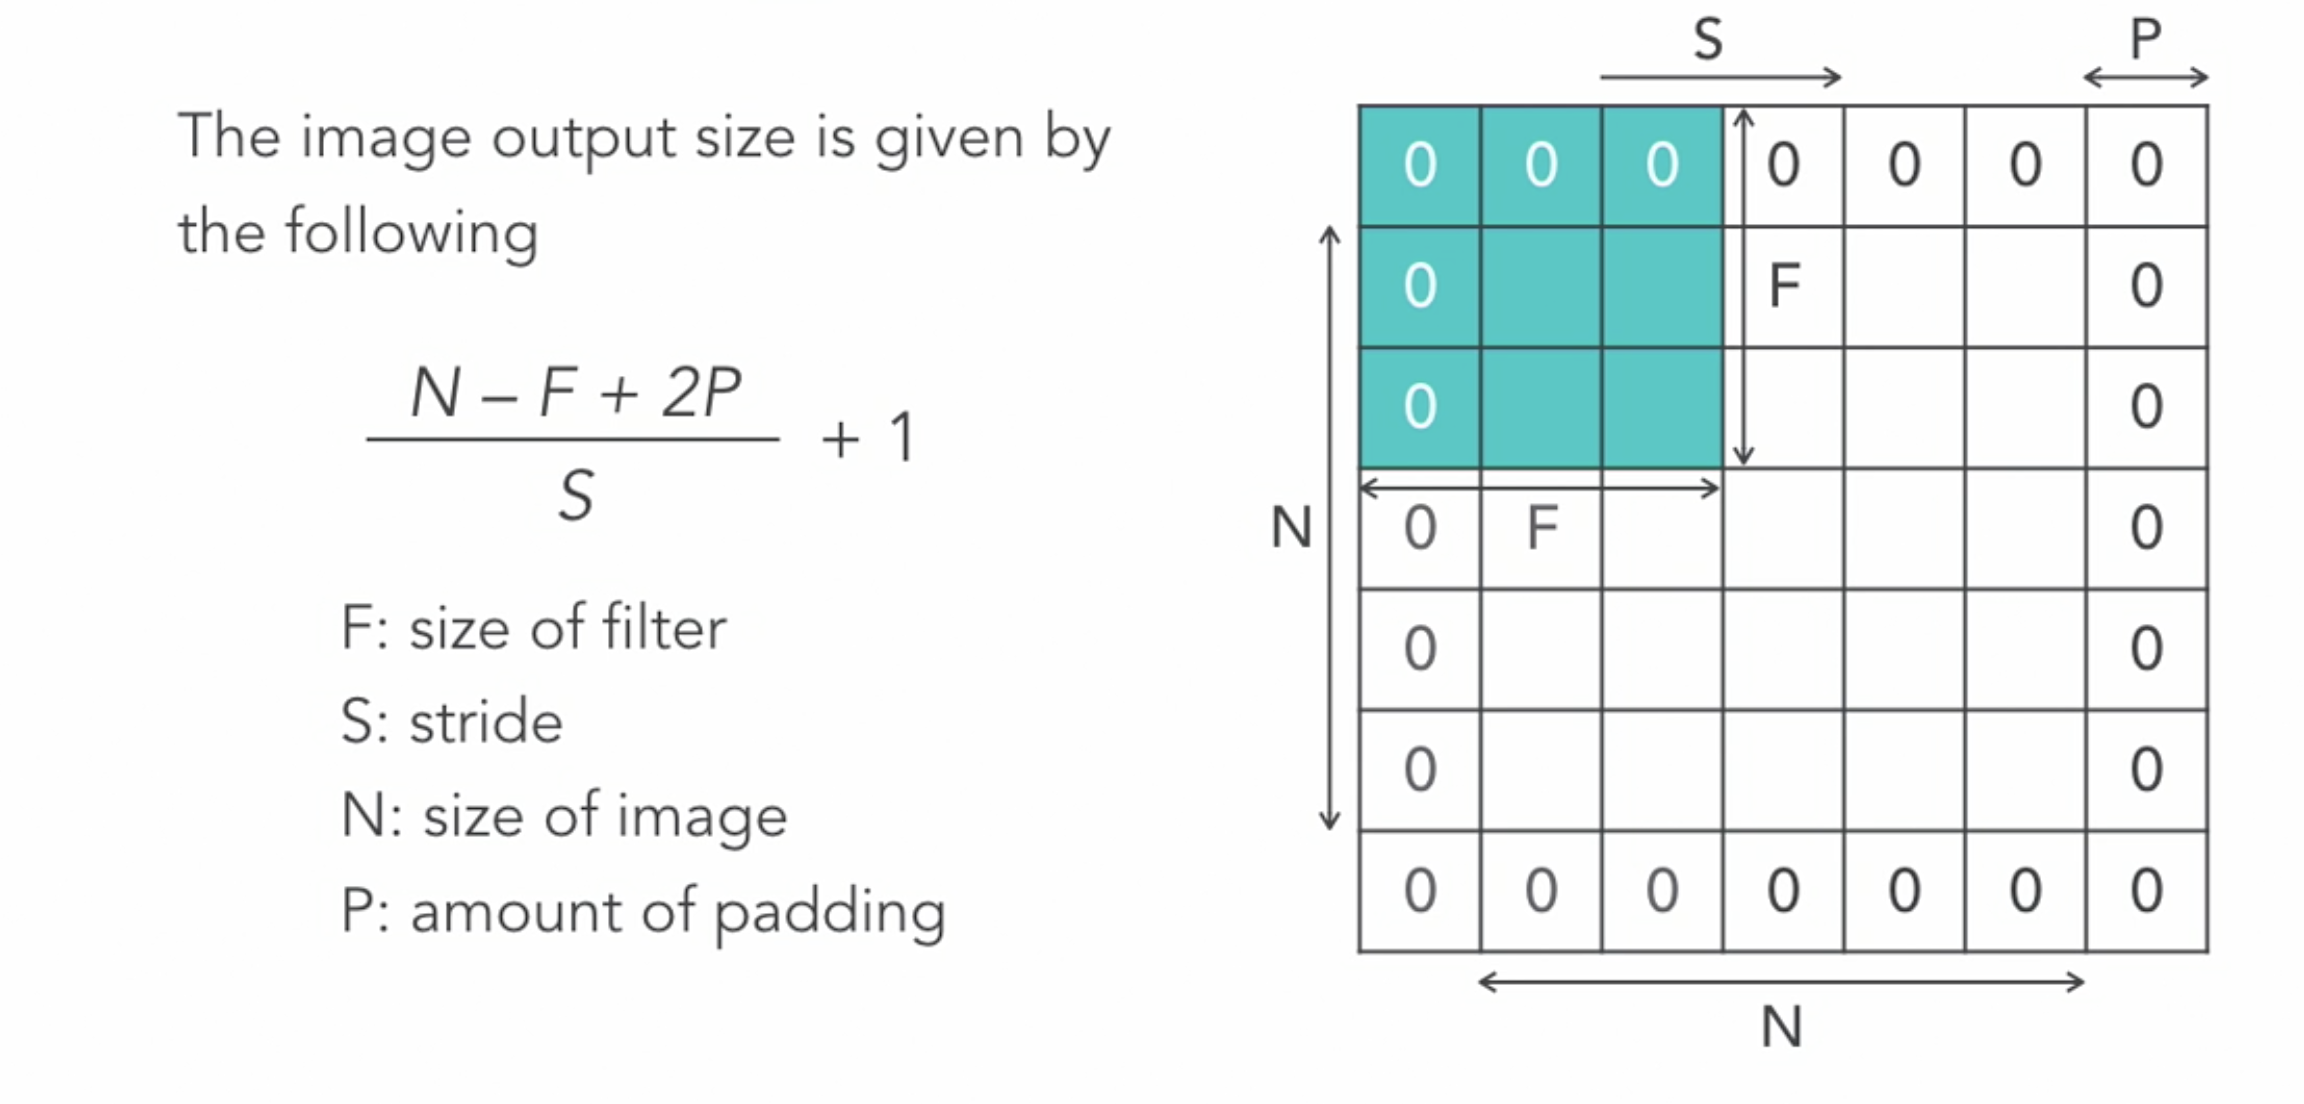 The image output size is given by
the following
N – F + 2P
S
+ 1
F: size of filter
S: stride
N: size of image
P: amount of padding
S
P
0 0 0 0 0 0 0
0 F 0
0 0
N
0 F 0
0 0
0 0
0 0 0 0 0 0 0
N